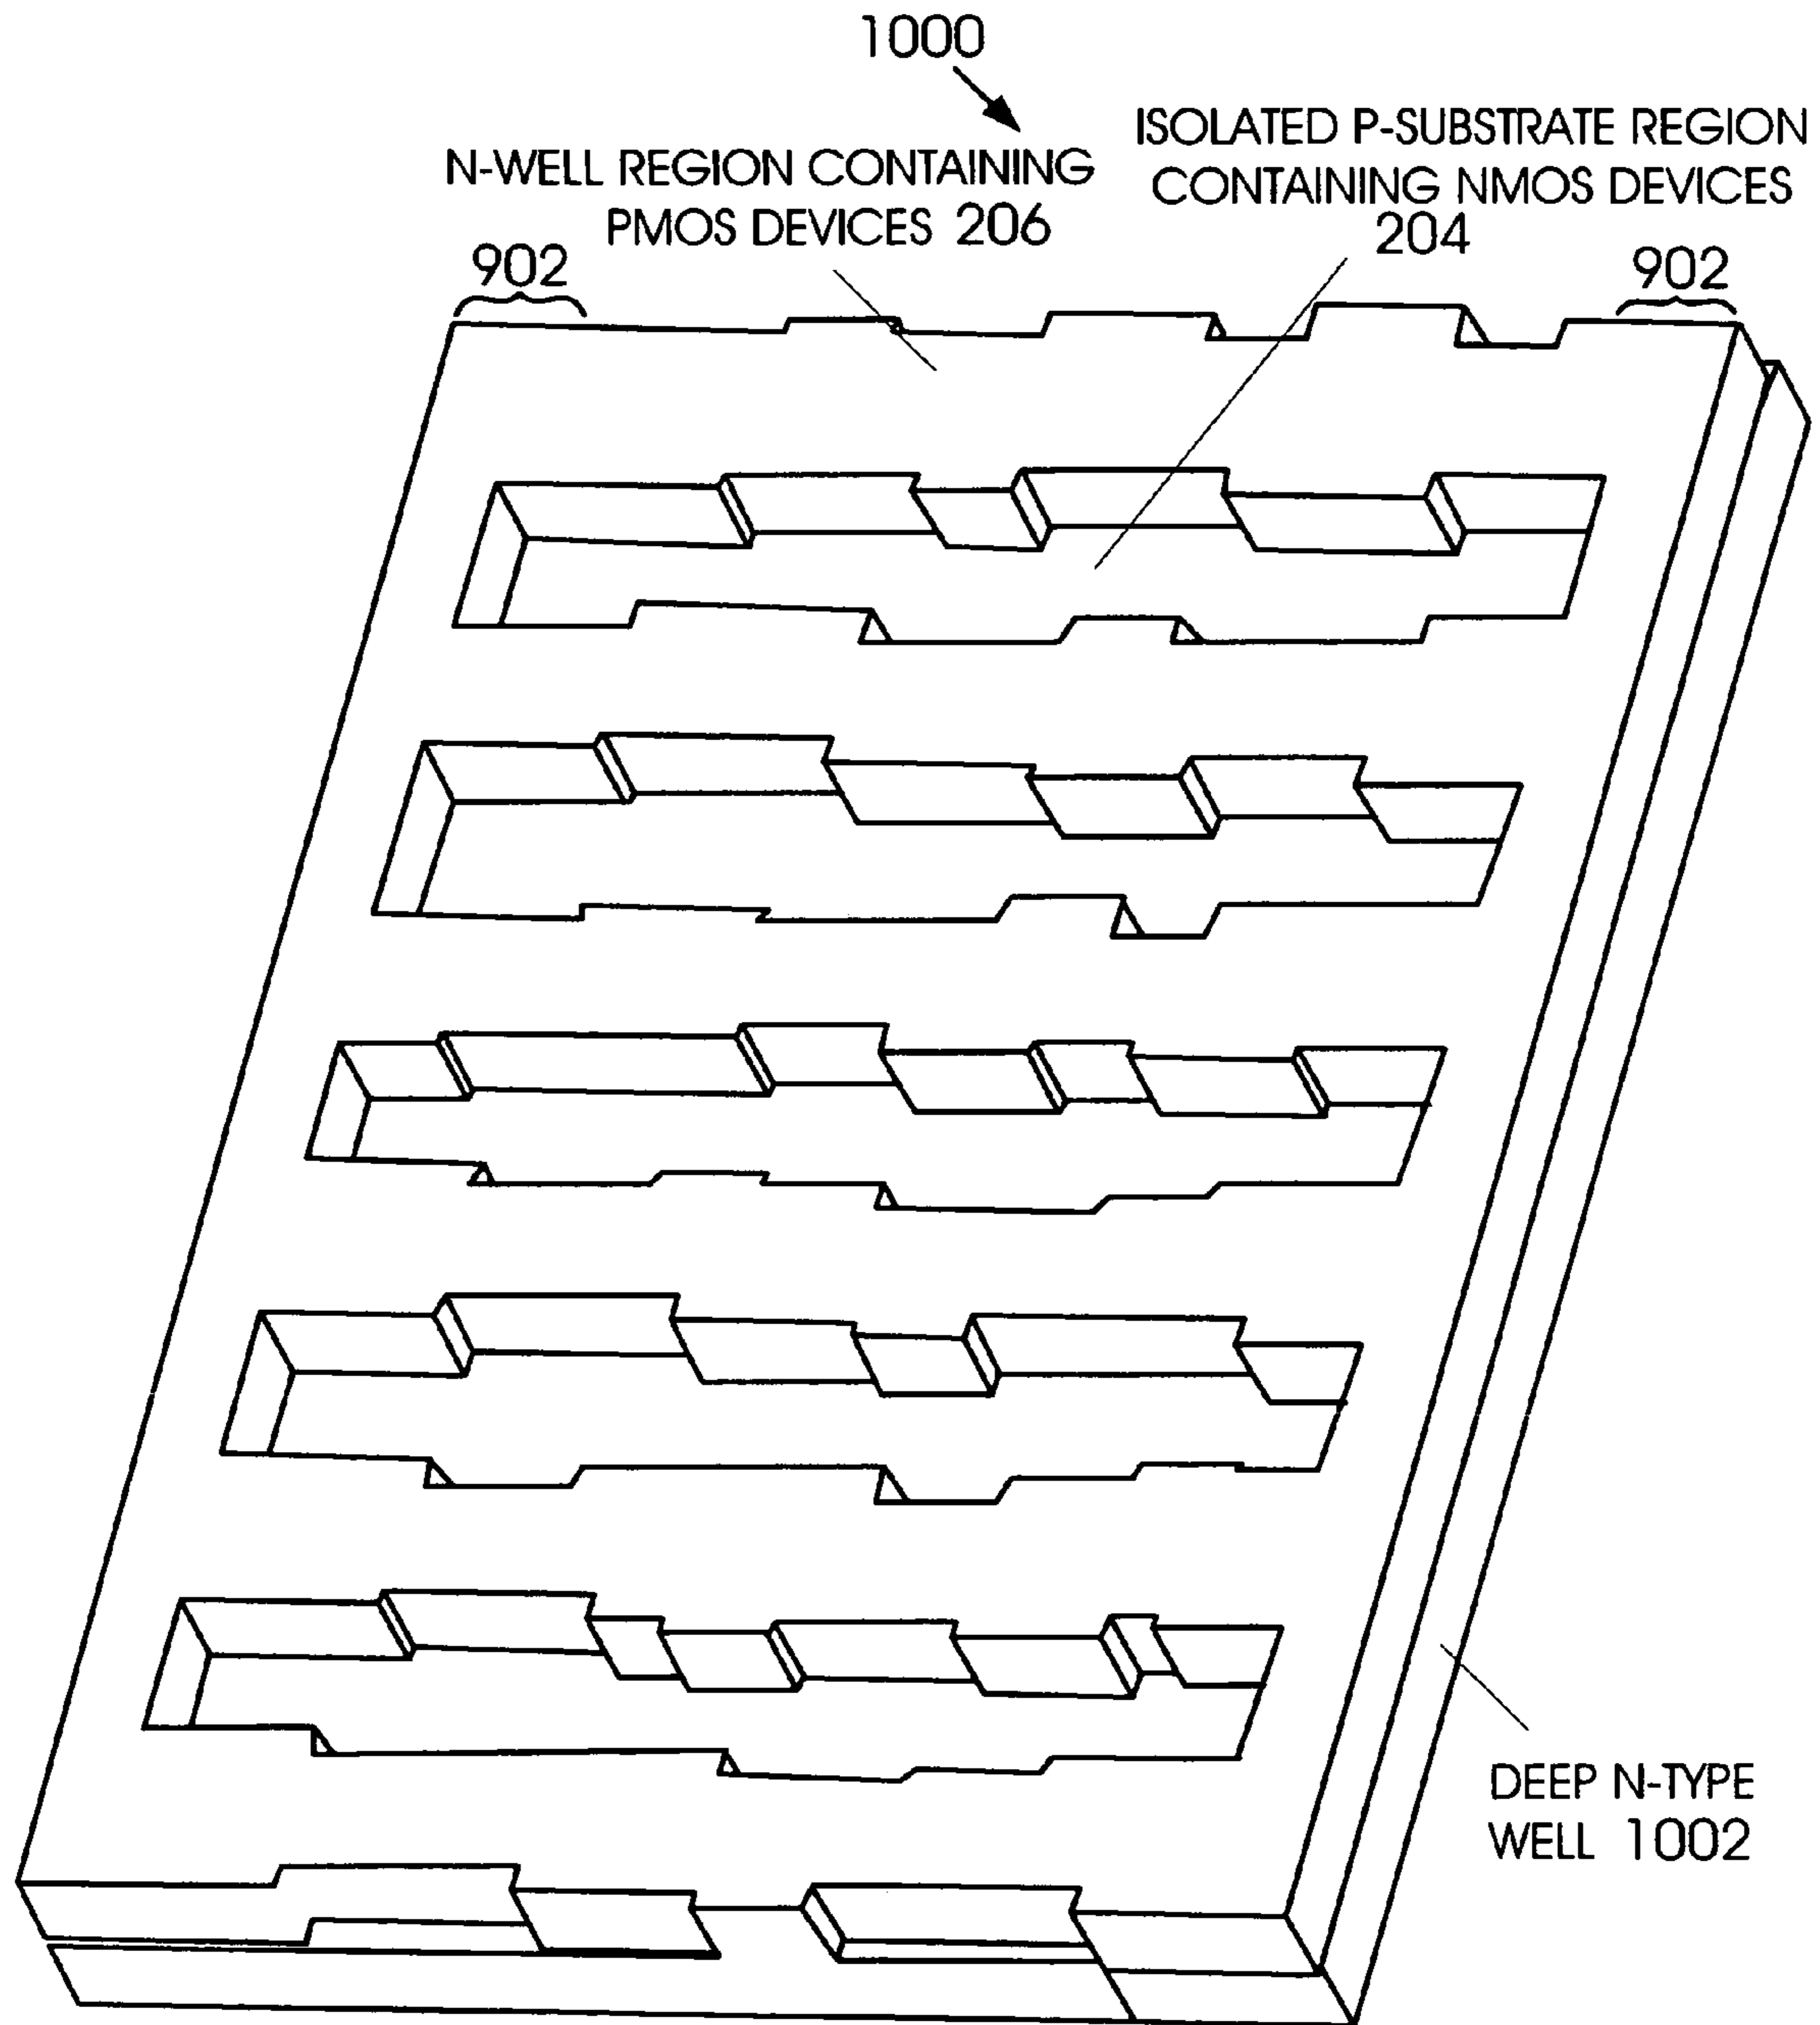 1000
N-WELL REGION CONTAINING
PMOS DEVICES 206
ISOLATED P-SUBSTRATE REGION
CONTAINING NMOS DEVICES
204
902
902
DEEP N-TYPE
WELL 1002